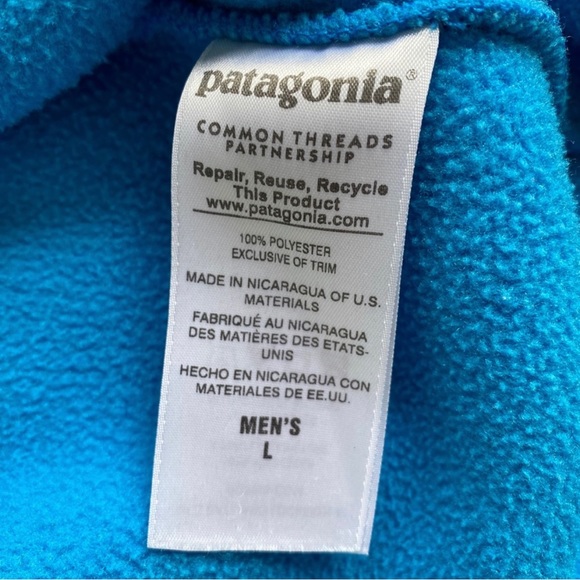 patagonia®
COMMON THREADS
PARTNERSHIP
Repair, Reuse, Recycle
This Product
www.patagonia.com
100% POLYESTER
EXCLUSIVE OF TRIM
MADE IN NICARAGUA OF U.S.
MATERIALS
FABRIQUÉ AU NICARAGUA
DES MATIÈRES DES ETATS-
UNIS
HECHO EN NICARAGUA CON
MATERIALES DE EE.UU.
MEN'S
L